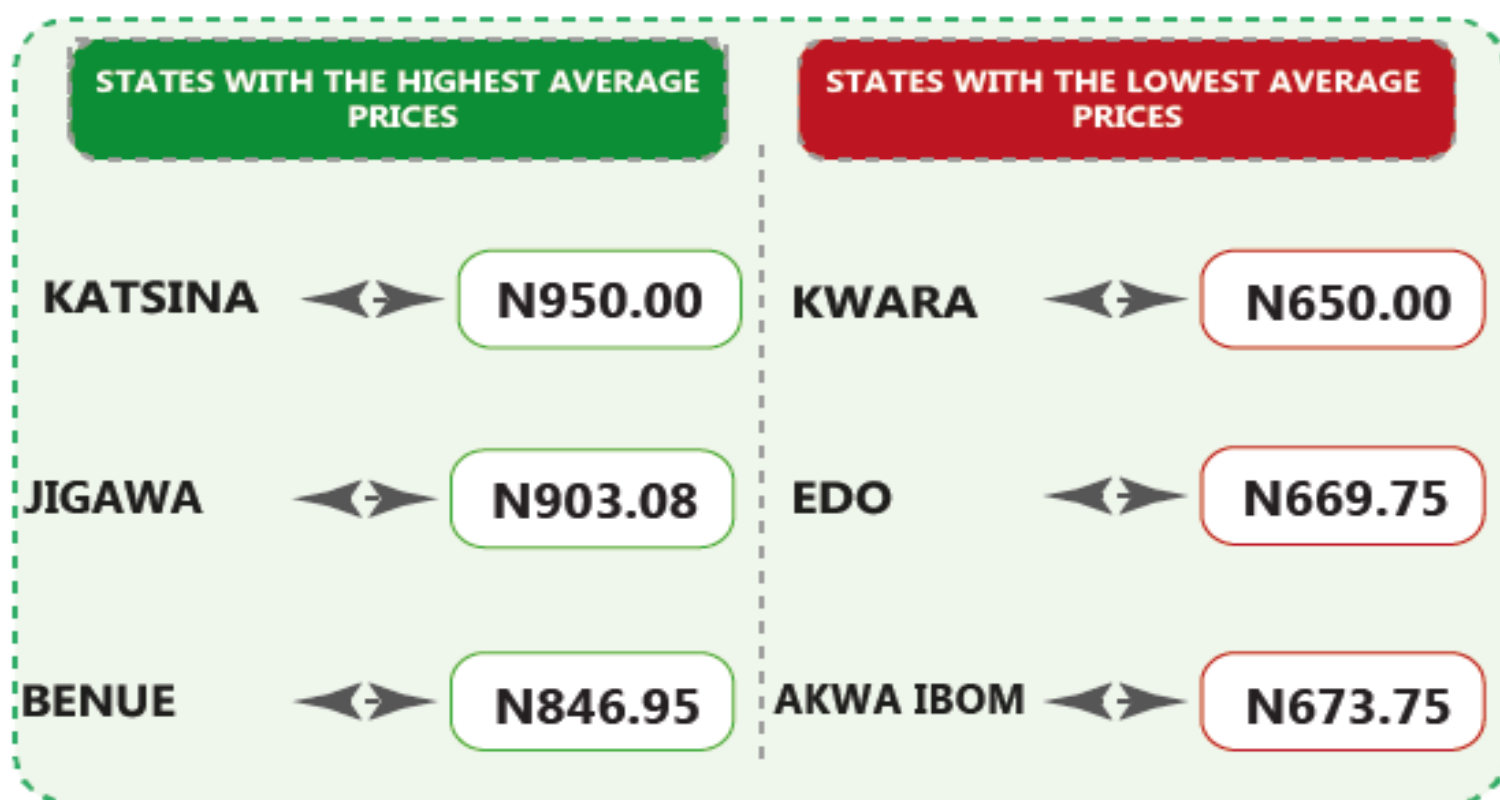 STATES WITH THE HIGHEST AVERAGE
PRICES
KATSINA N950.00
JIGAWA N903.08
BENUE N846.95
STATES WITH THE LOWEST AVERAGE
PRICES
KWARA N650.00
EDO N669.75
AKWA IBOM N673.75